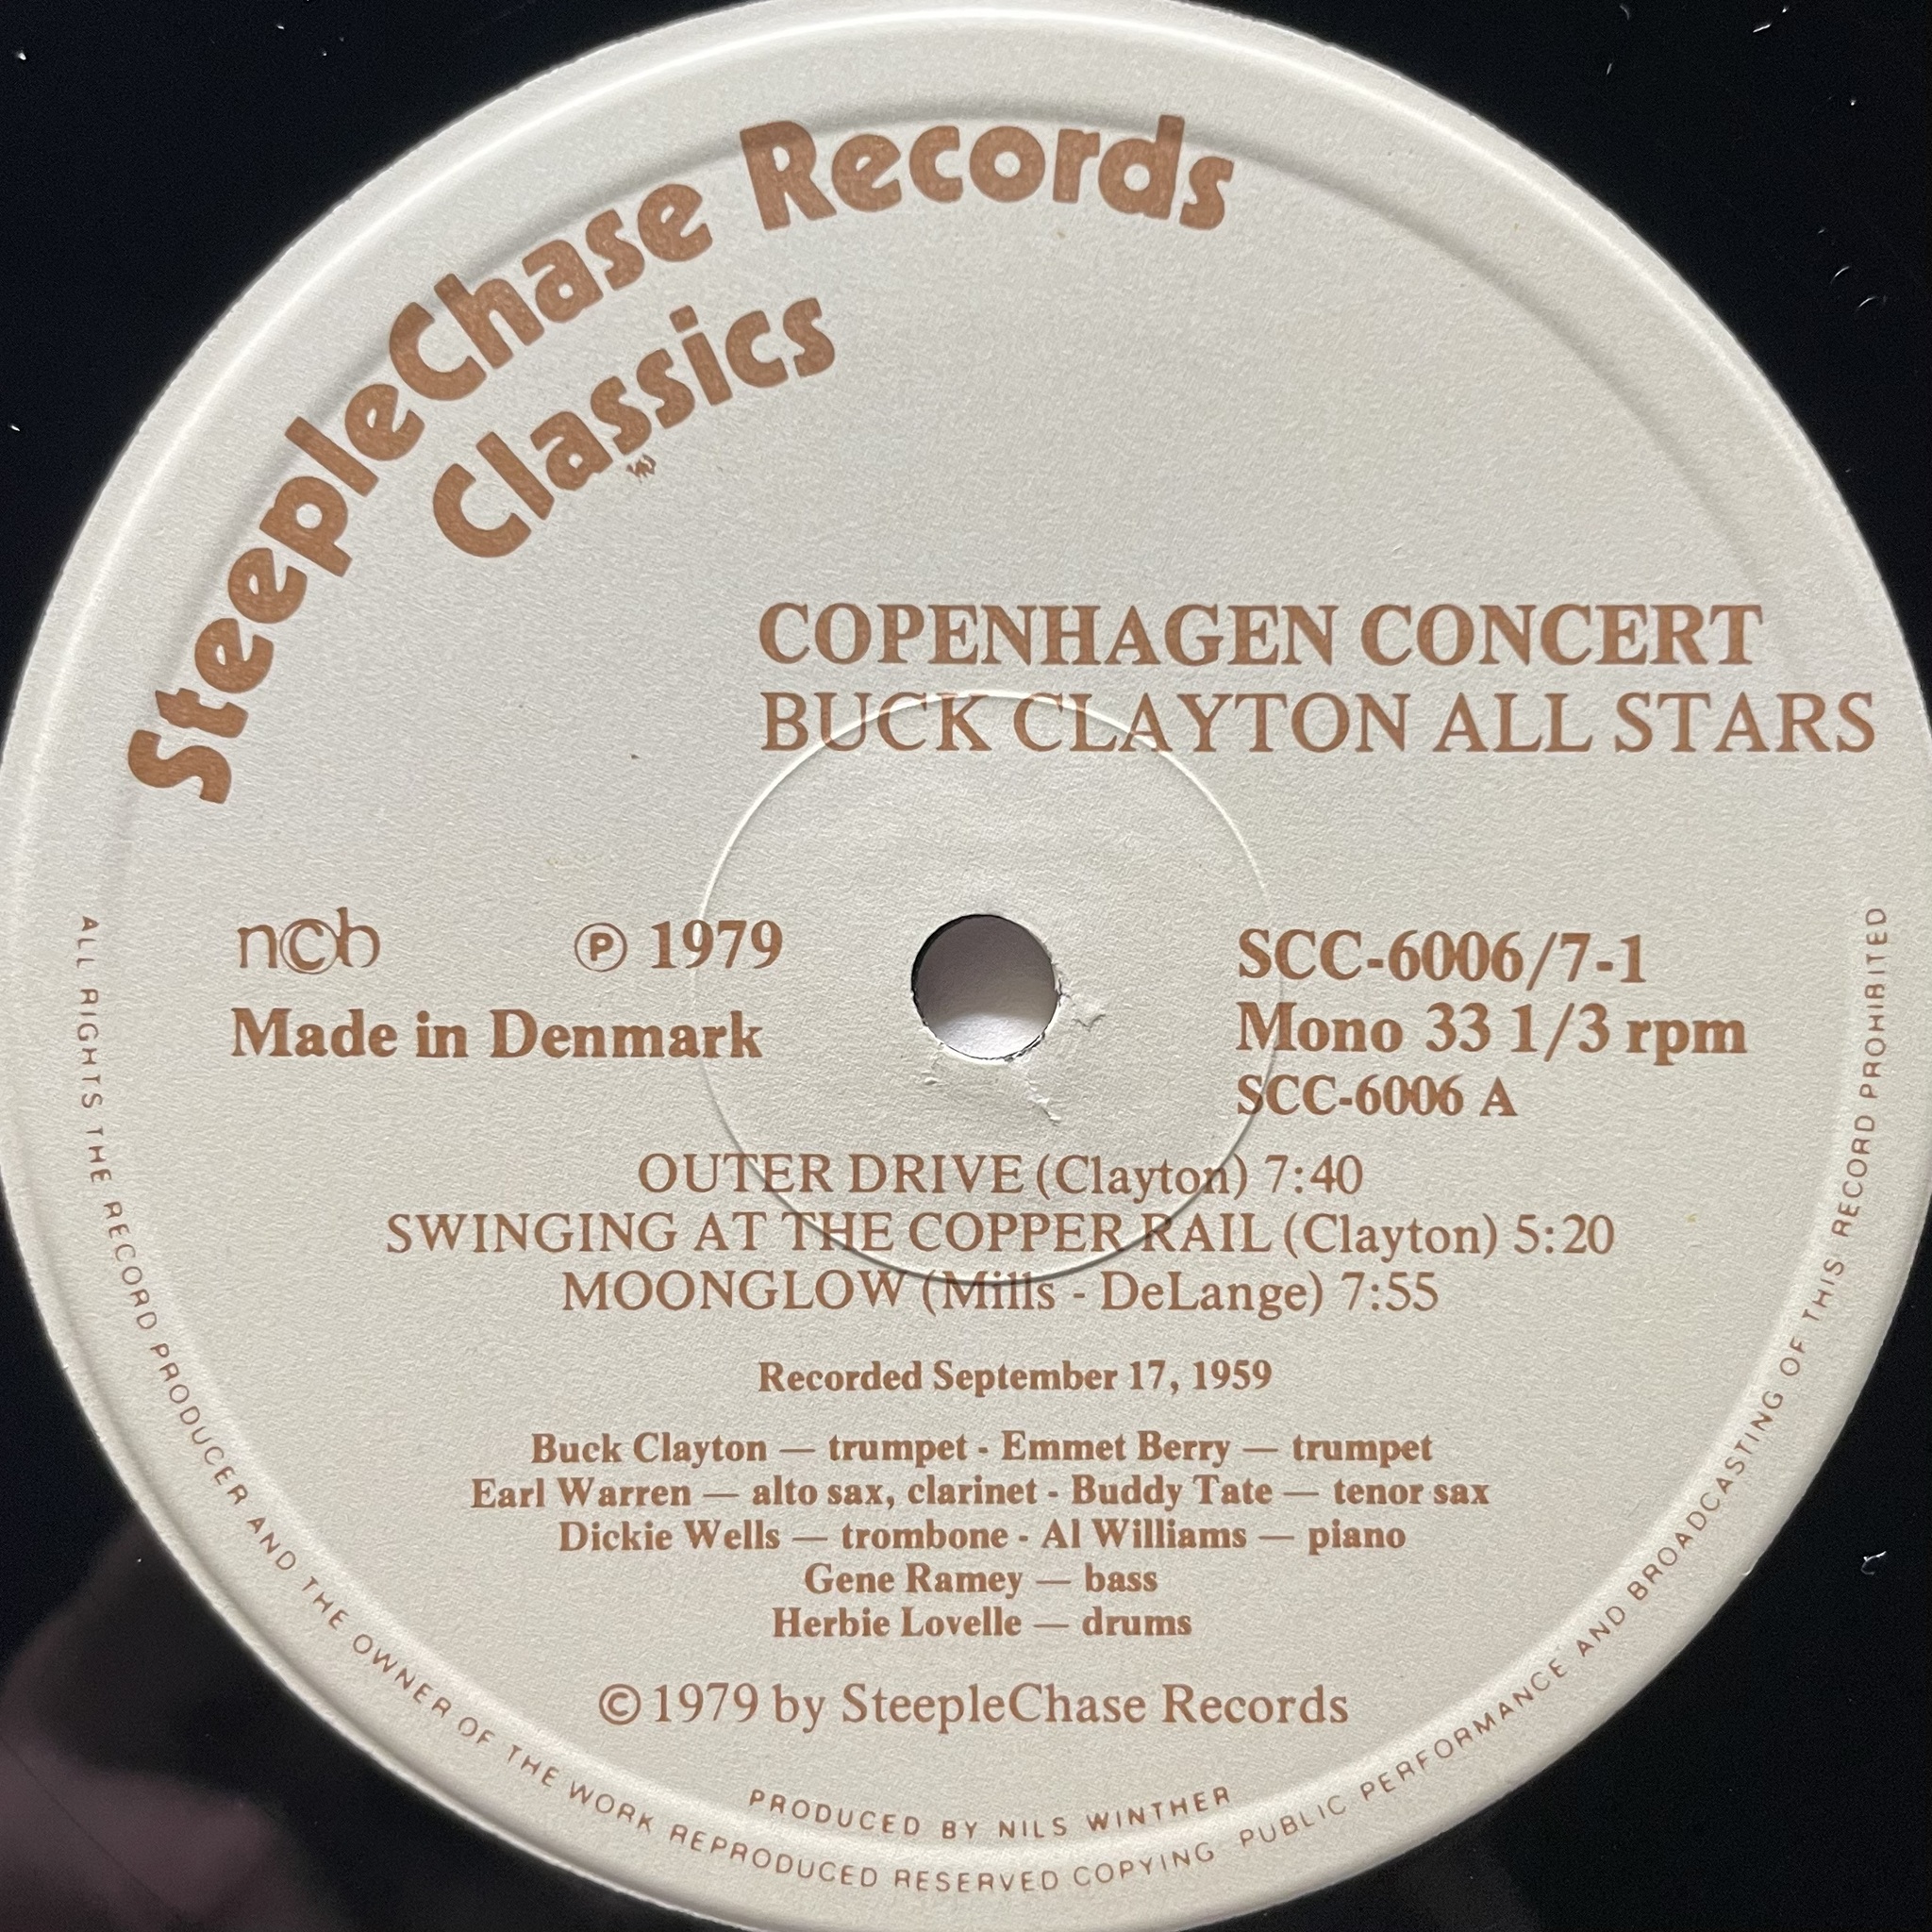 SteepleChase Records
Classics
COPENHAGEN CONCERT
BUCK CLAYTON ALL STARS
ncb ℗ 1979
Made in Denmark
SCC-6006/7-1
Mono 33 1/3 rpm
SCC-6006 A
OUTER DRIVE (Clayton) 7:40
SWINGING AT THE COPPER RAIL (Clayton) 5:20
MOONGLOW (Mills - DeLange) 7:55
Recorded September 17, 1959
Buck Clayton — trumpet - Emmet Berry — trumpet
Earl Warren — alto sax, clarinet - Buddy Tate — tenor sax
Dickie Wells — trombone - Al Williams — piano
Gene Ramey — bass
Herbie Lovelle — drums
© 1979 by SteepleChase Records
PRODUCED BY NILS WINTHER
ALL RIGHTS THE RECORD PRODUCER AND THE OWNER OF THE WORK REPRODUCED RESERVED COPYING PUBLIC PERFORMANCE AND BROADCASTING OF THIS RECORD PROHIBITED